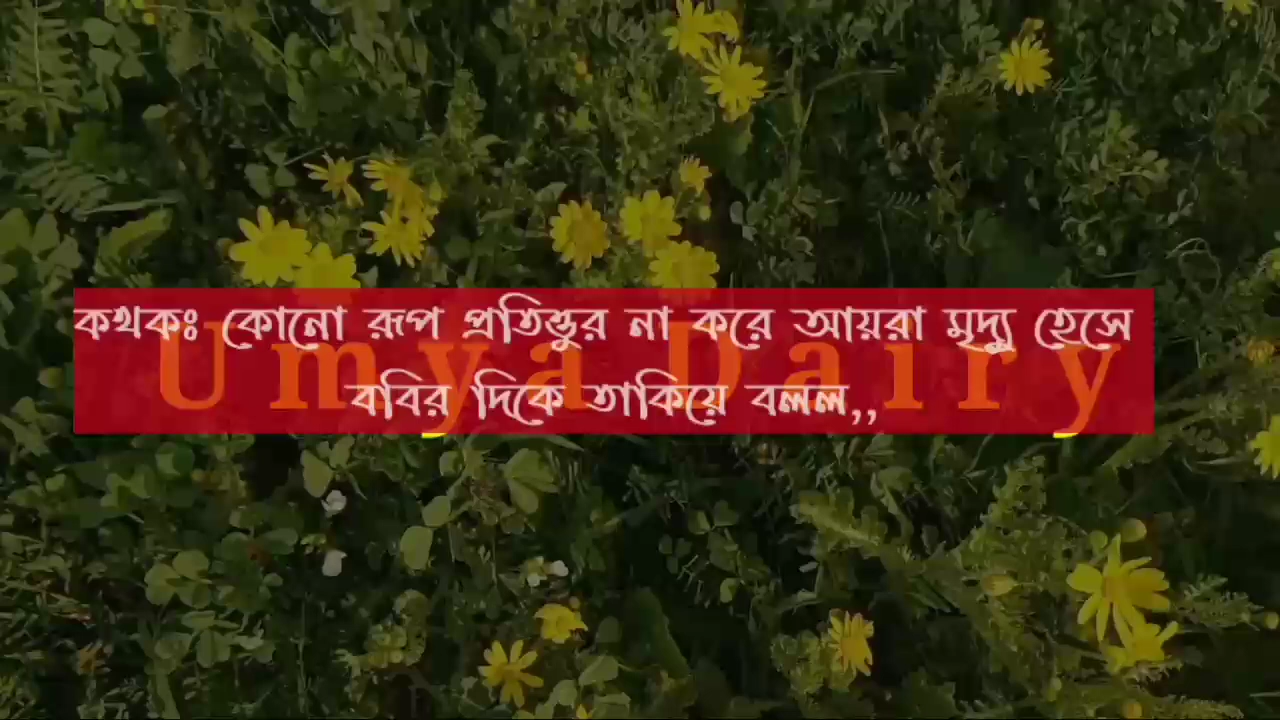 কথকঃ কোনো রূপ প্রতিত্তুর না করে আয়রা মৃদ্যু হেসে
ববির দিকে তাকিয়ে বলল,,
Umya Dairy